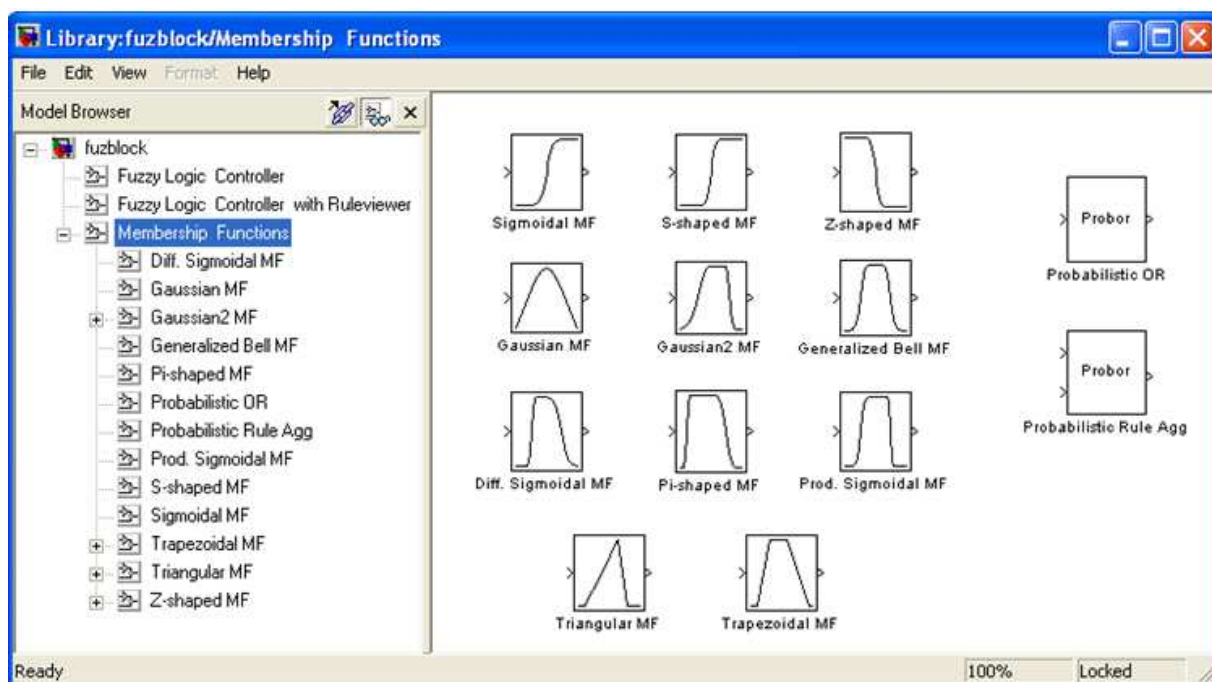 Library:fuzblock/Membership Functions
File Edit View Format Help
Model Browser
fuzblock
Fuzzy Logic Controller
Fuzzy Logic Controller with Ruleviewer
Membership Functions
Diff. Sigmoidal MF
Gaussian MF
Gaussian2 MF
Generalized Bell MF
Pi-shaped MF
Probabilistic OR
Probabilistic Rule Agg
Prod. Sigmoidal MF
S-shaped MF
Sigmoidal MF
Trapezoidal MF
Triangular MF
Z-shaped MF
Sigmoidal MF
S-shaped MF
Z-shaped MF
Probor
Probabilistic OR
Gaussian MF
Gaussian2 MF
Generalized Bell MF
Probor
Probabilistic Rule Agg
Diff. Sigmoidal MF
Pi-shaped MF
Prod. Sigmoidal MF
Triangular MF
Trapezoidal MF
Ready
100%
Locked